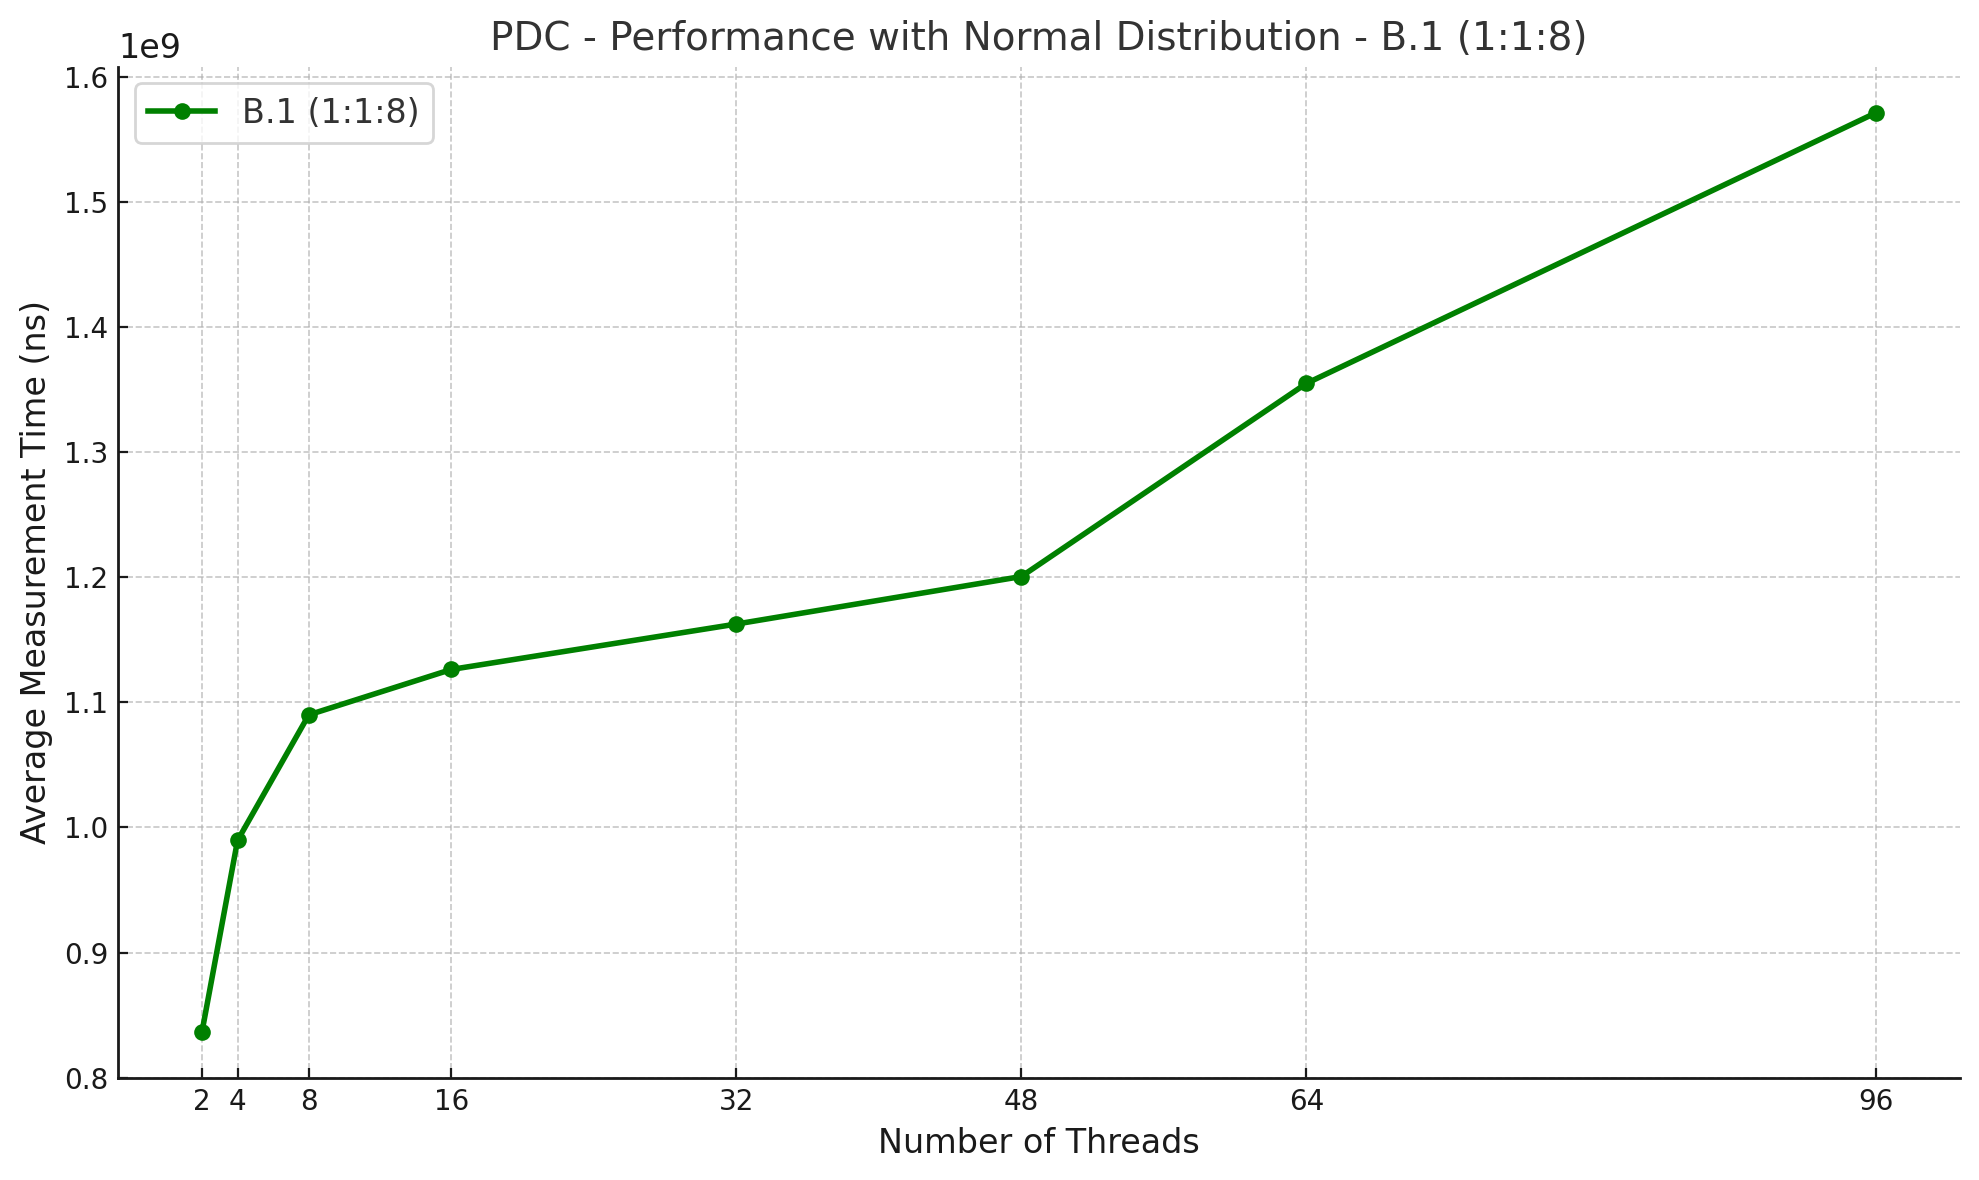 PDC - Performance with Normal Distribution - B.1 (1:1:8)
1e9
B.1 (1:1:8)
1.6
1.5
1.4
1.3
1.2
1.1
1.0
0.9
0.8
Average Measurement Time (ns)
2 4 8 16 32 48 64 96
Number of Threads